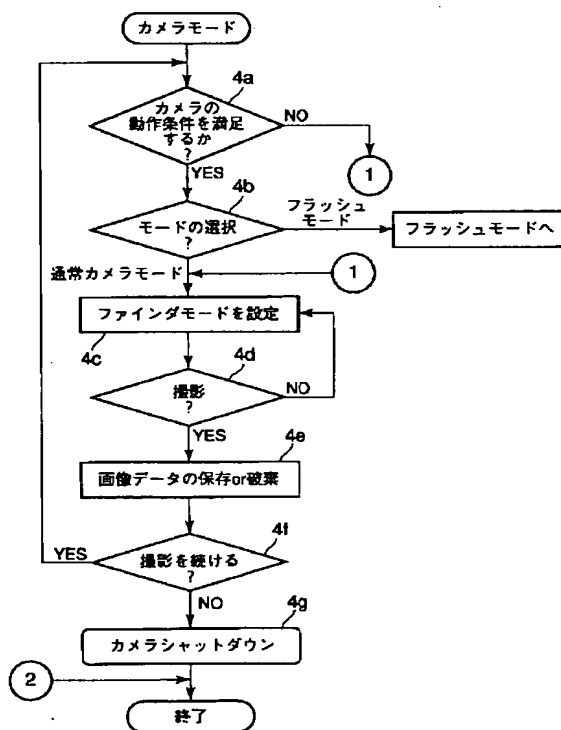 カメラモード
4a
カメラの
動作条件を満足
するか
?
NO
1
YES
4b
モードの選択
?
フラッシュ
モード
フラッシュモードへ
通常カメラモード
1
ファインダモードを設定
4c
4d
撮影
?
NO
YES
4e
画像データの保存or破棄
4f
YES
撮影を続ける
?
NO
4g
カメラシャットダウン
2
終了